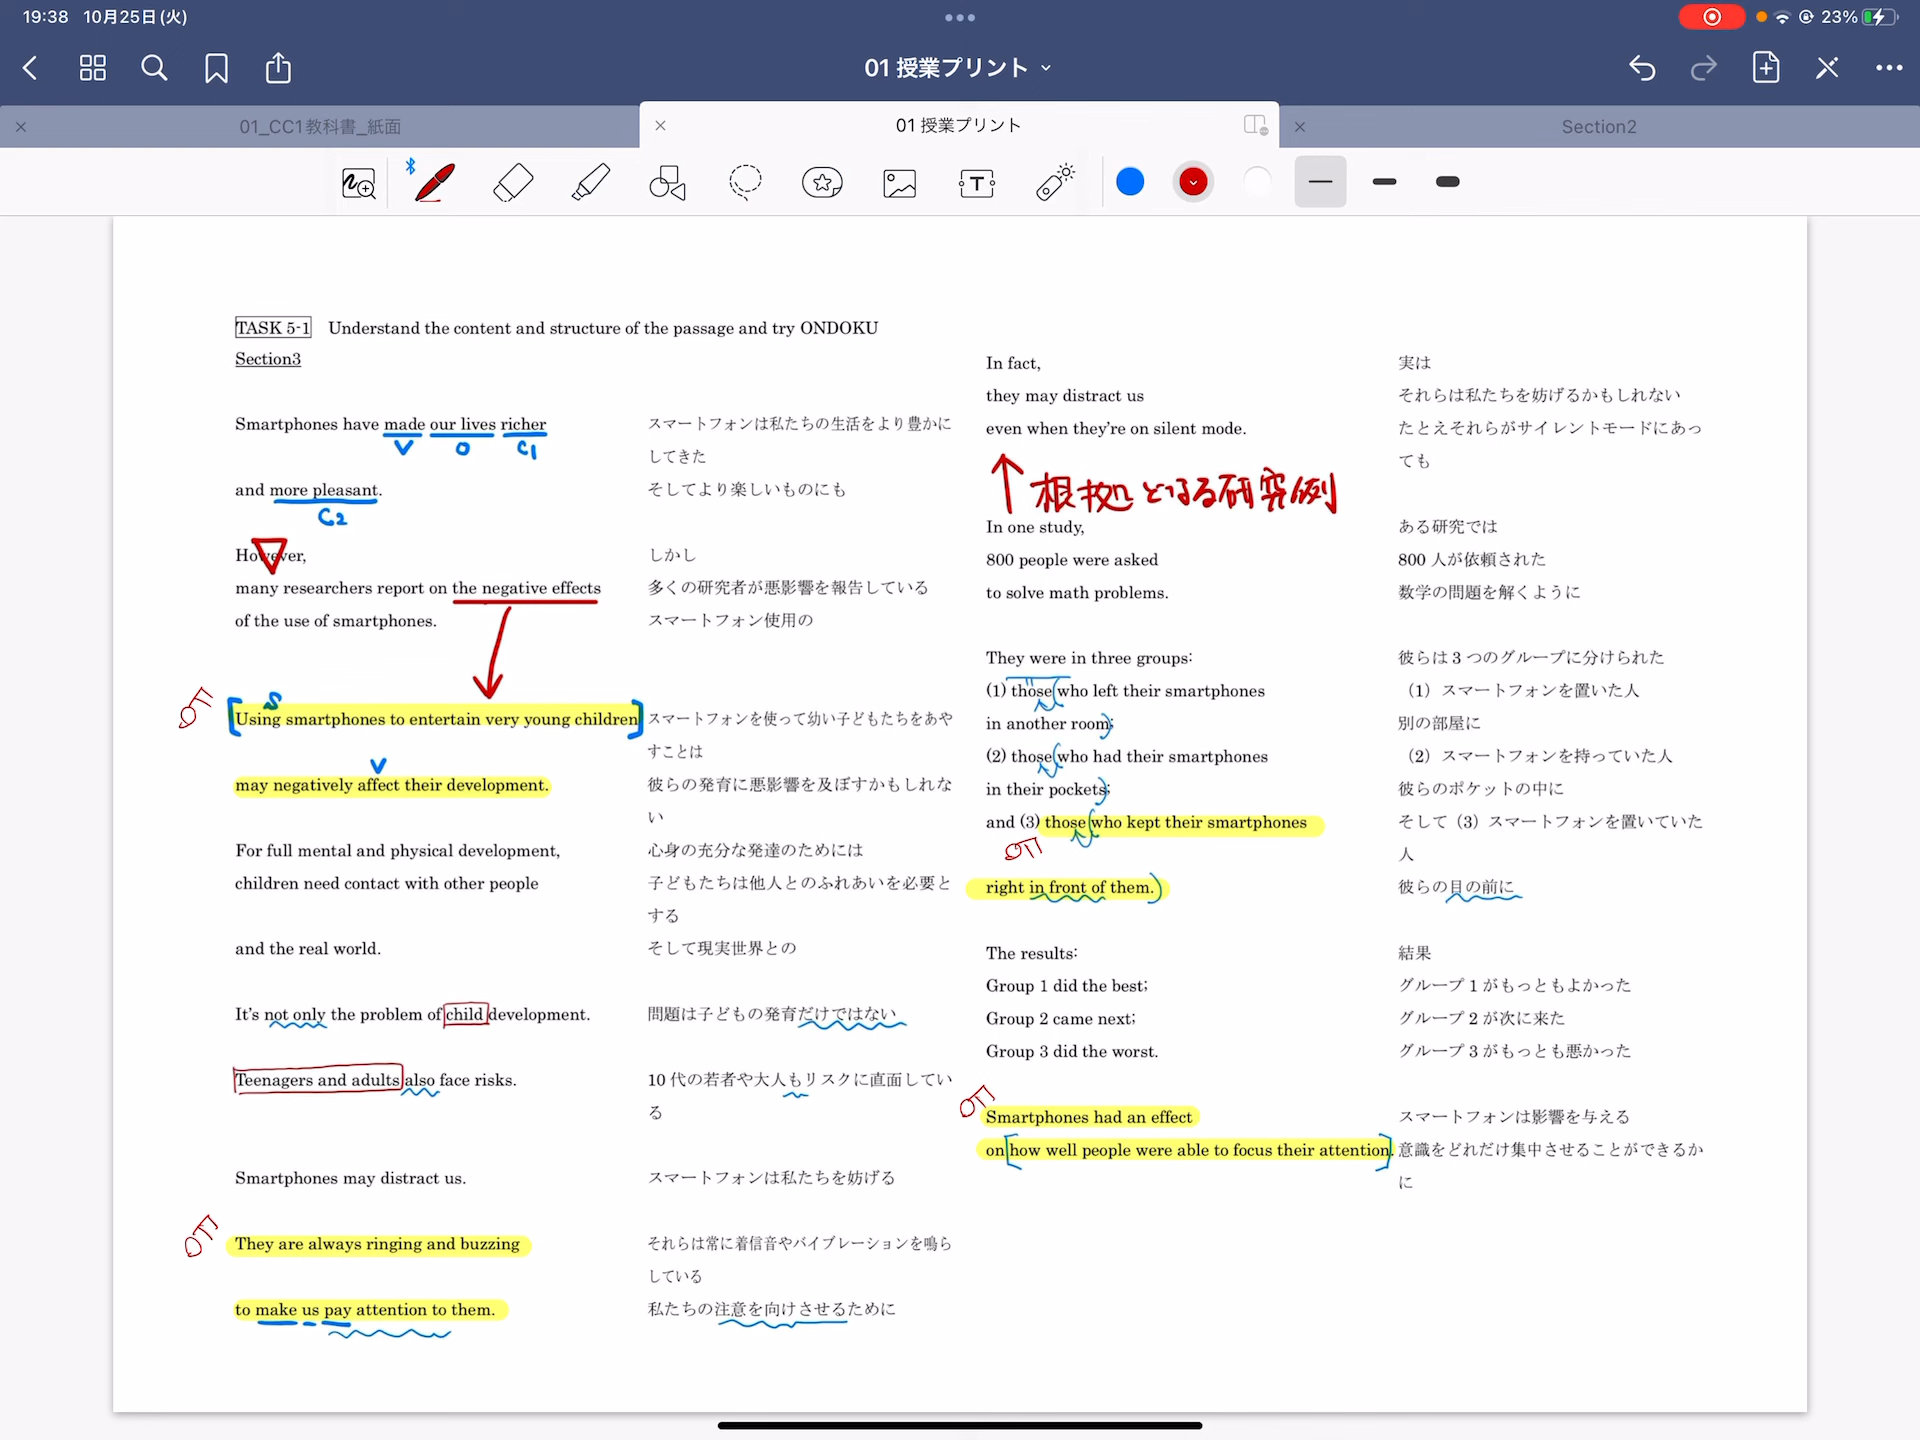 19:38 10月25日(火)
23%
01 授業プリント
01_CC1教科書_紙面
01 授業プリント
Section2
TASK 5-1 Understand the content and structure of the passage and try ONDOKU
Section3
Smartphones have made our lives richer
スマートフォンは私たちの生活をより豊かに
してきた
V O C1
and more pleasant.
そしてより楽しいものにも
C2
However,
しかし
many researchers report on the negative effects
多くの研究者が悪影響を報告している
of the use of smartphones.
スマートフォン使用の
S
Using smartphones to entertain very young children
スマートフォンを使って幼い子どもたちをあや
すことは
V
may negatively affect their development.
彼らの発育に悪影響を及ぼすかもしれな
い
For full mental and physical development,
心身の充分な発達のためには
children need contact with other people
子どもたちは他人とのふれあいを必要と
する
and the real world.
そして現実世界との
It's not only the problem of child development.
問題は子どもの発育だけではない
Teenagers and adults also face risks.
10代の若者や大人もリスクに直面してい
る
Smartphones may distract us.
スマートフォンは私たちを妨げる
They are always ringing and buzzing
それらは常に着信音やバイブレーションを鳴ら
している
to make us pay attention to them.
私たちの注意を向けさせるために
In fact,
実は
they may distract us
それらは私たちを妨げるかもしれない
even when they're on silent mode.
たとえそれらがサイレントモードにあっ
ても
根拠となる研究例
In one study,
ある研究では
800 people were asked
800人が依頼された
to solve math problems.
数学の問題を解くように
They were in three groups:
彼らは3つのグループに分けられた
(1) those who left their smartphones
(1)スマートフォンを置いた人
in another room;
別の部屋に
(2) those who had their smartphones
(2)スマートフォンを持っていた人
in their pockets;
彼らのポケットの中に
and (3) those who kept their smartphones
そして(3)スマートフォンを置いていた
人
right in front of them.
彼らの目の前に
The results:
結果
Group 1 did the best;
グループ1がもっともよかった
Group 2 came next;
グループ2が次に来た
Group 3 did the worst.
グループ3がもっとも悪かった
Smartphones had an effect
スマートフォンは影響を与える
on how well people were able to focus their attention.
意識をどれだけ集中させることができるか
に